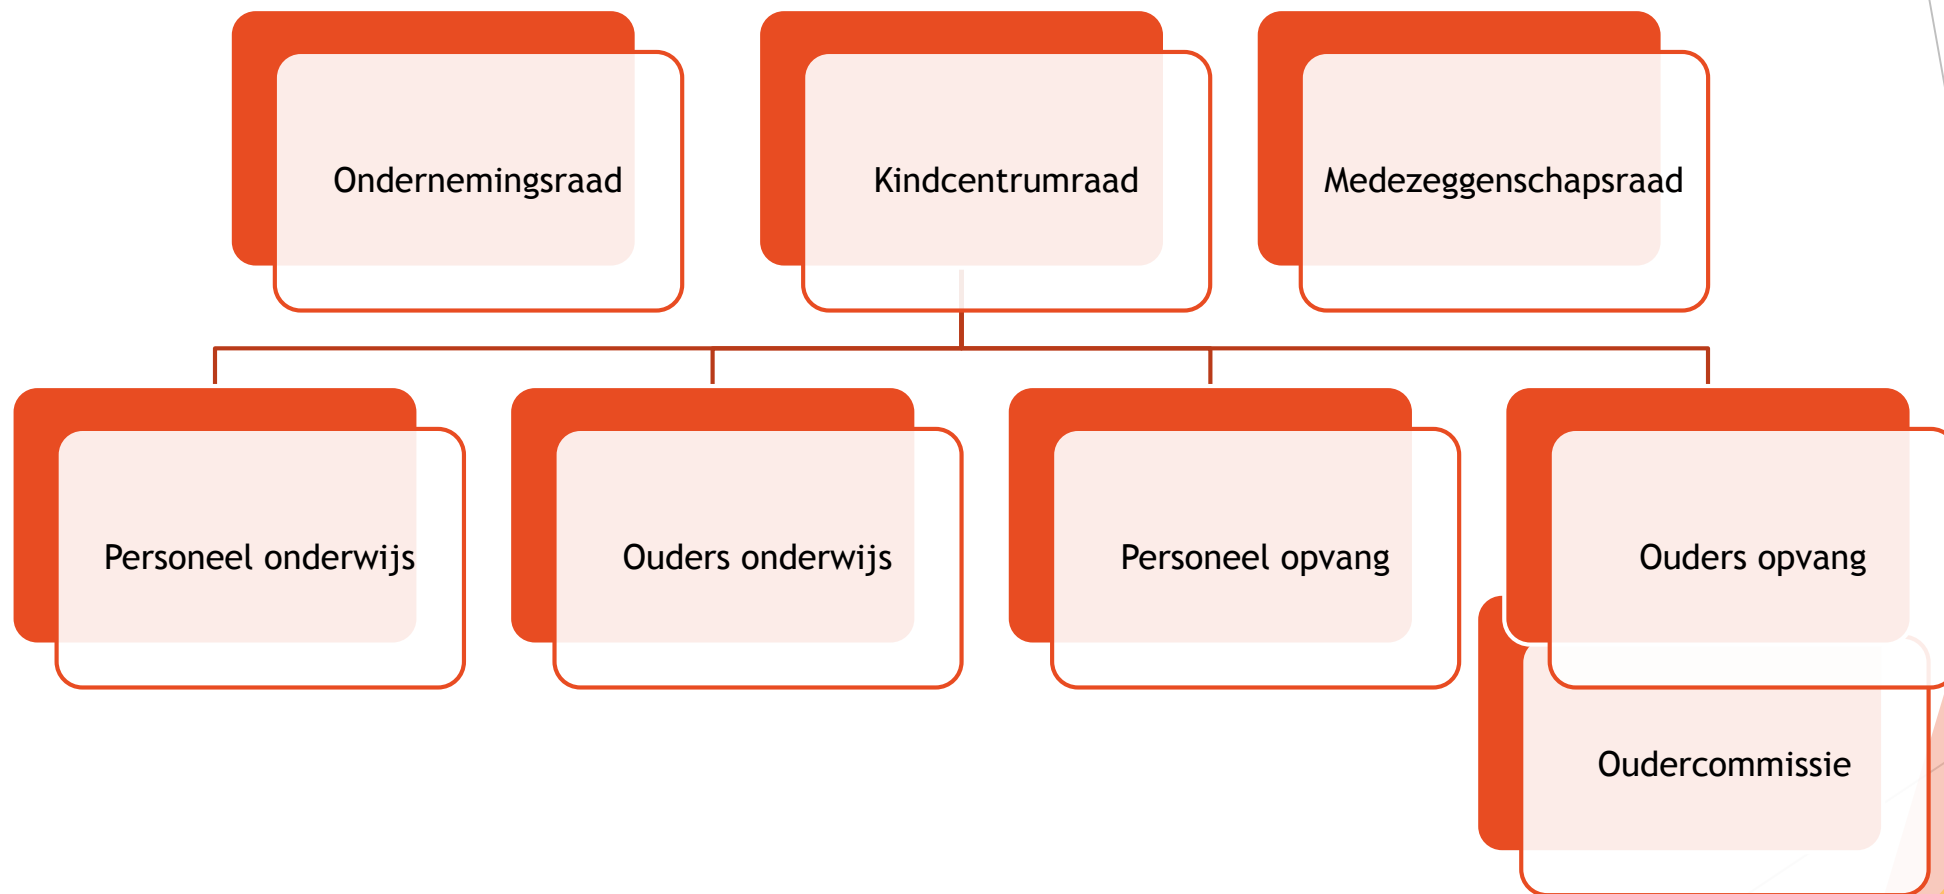 Ondernemingsraad
Kindcentrumraad
Medezeggenschapsraad
Personeel onderwijs
Ouders onderwijs
Personeel opvang
Ouders opvang
Oudercommissie